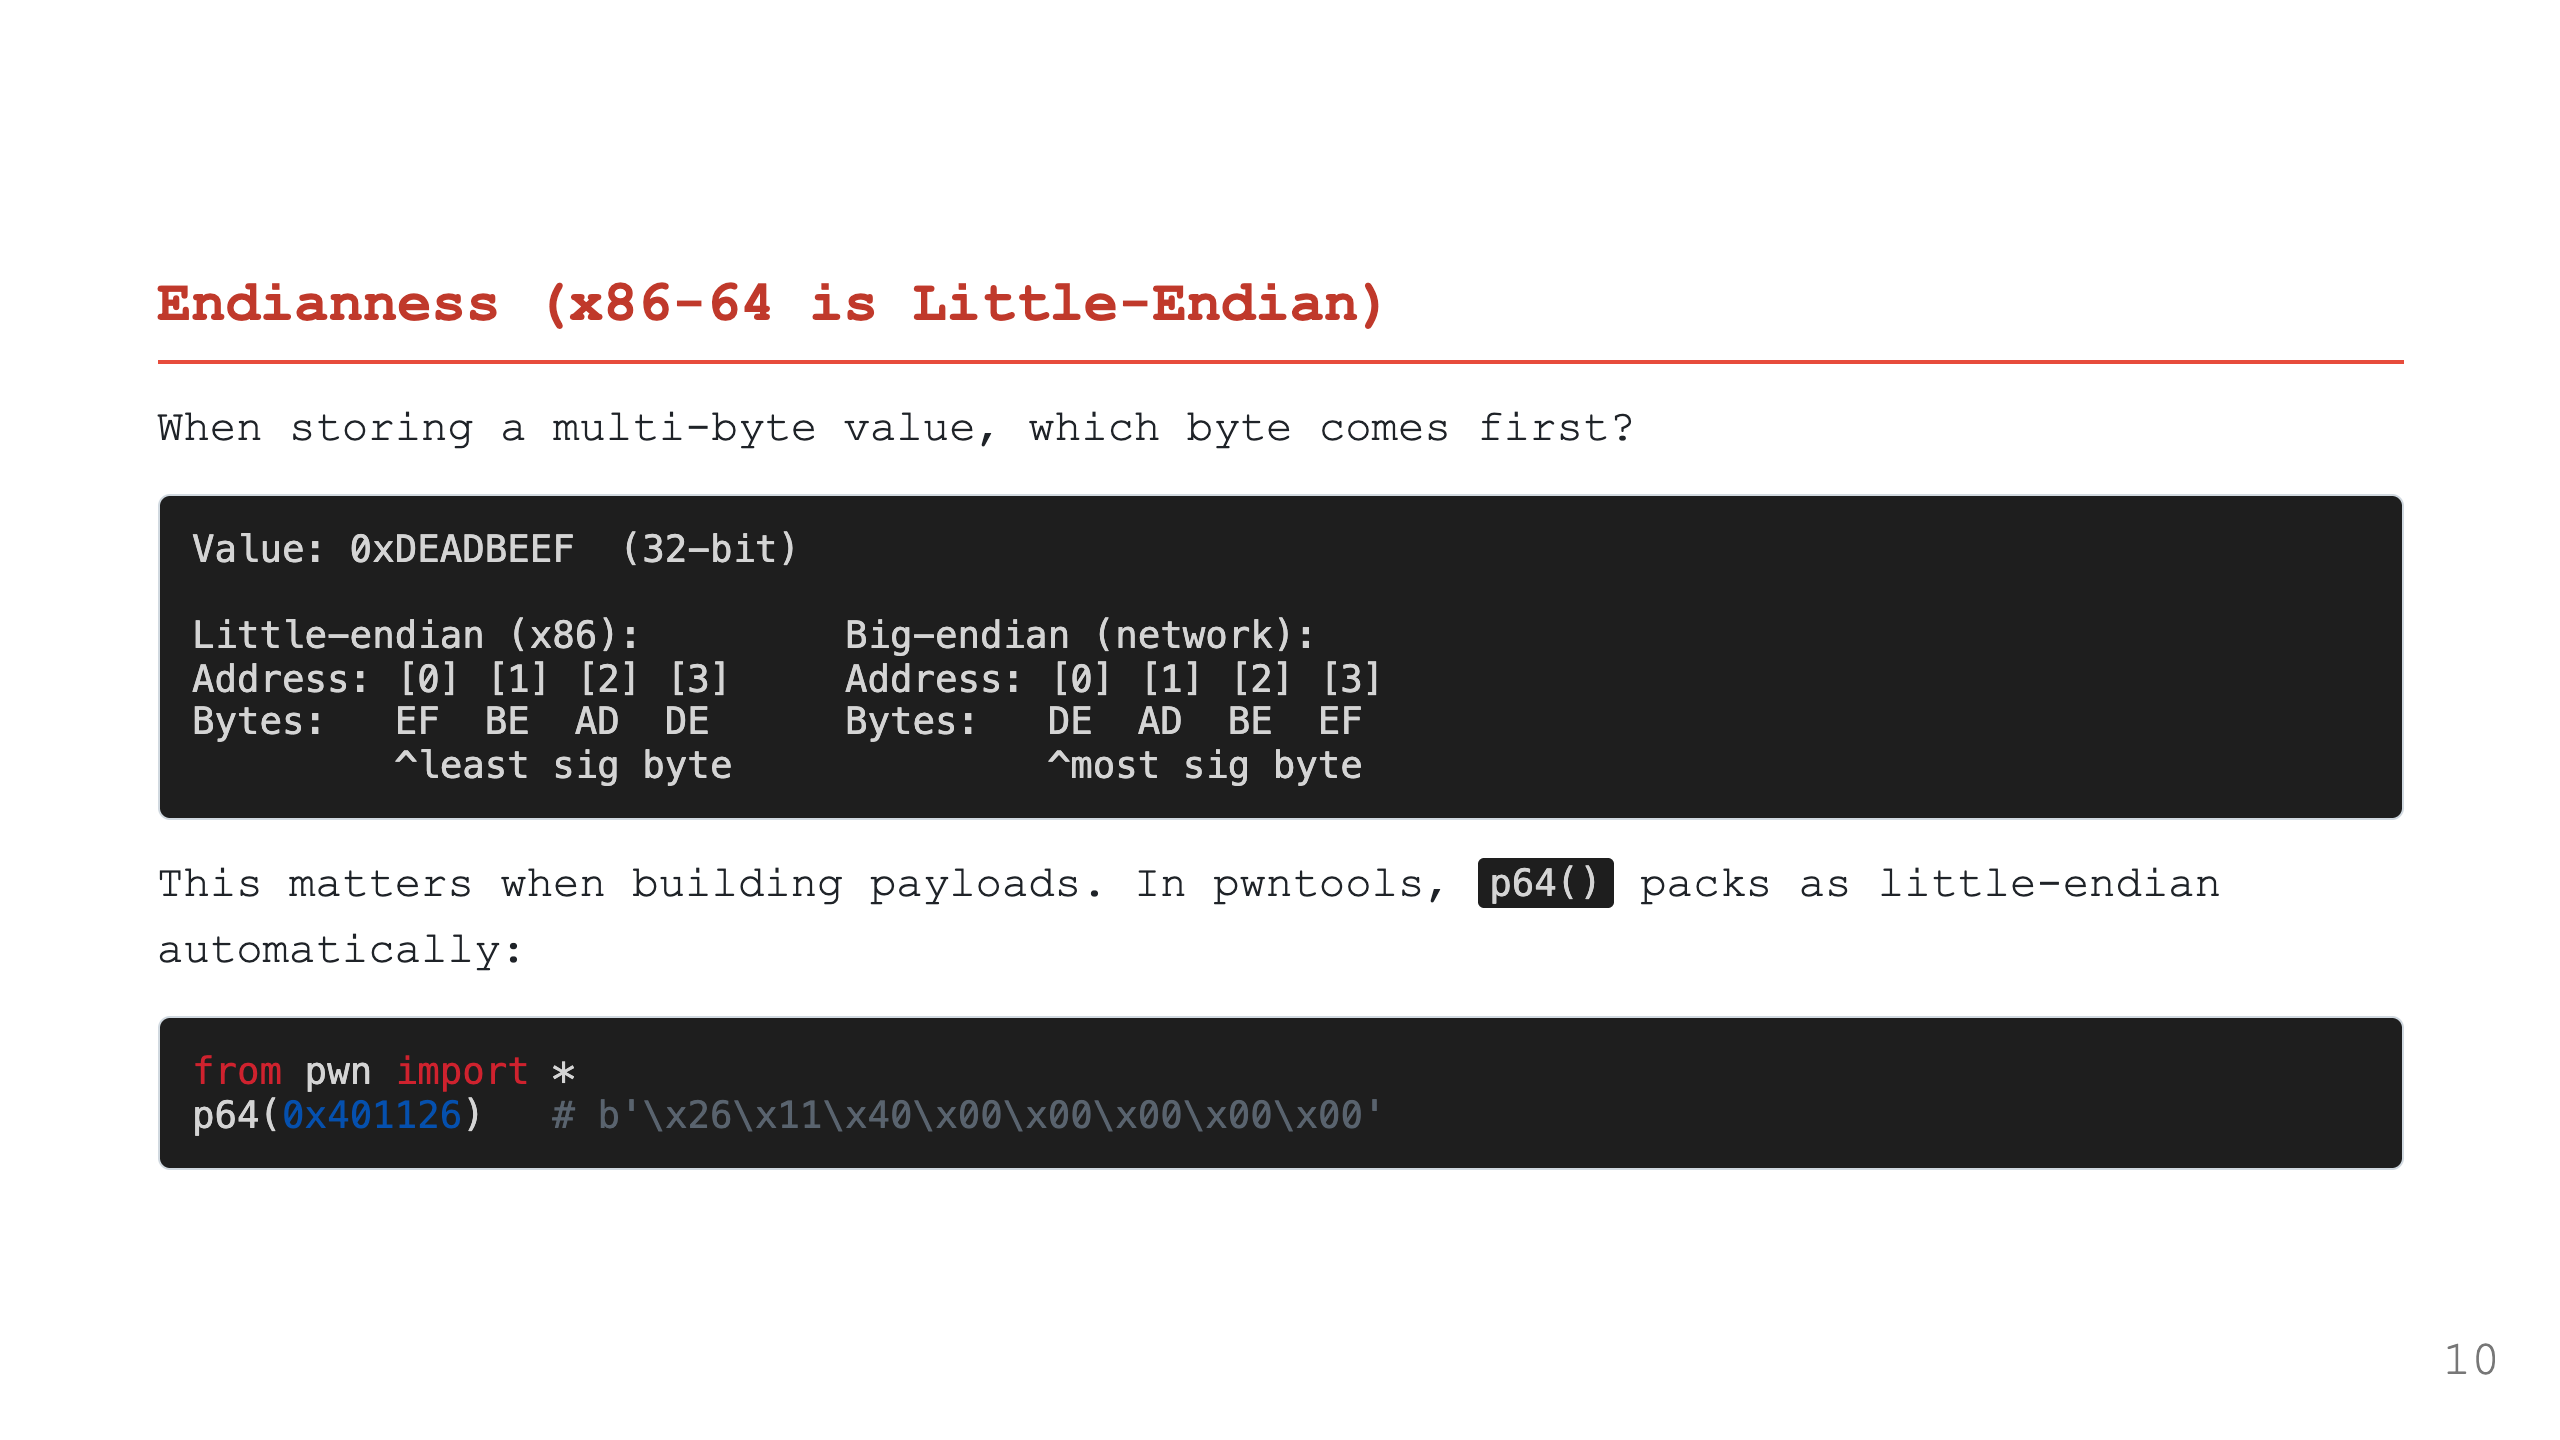 Endianness (x86-64 is Little-Endian)
When storing a multi-byte value, which byte comes first?
Value: 0xDEADBEEF  (32-bit)
Little-endian (x86):         Big-endian (network):
Address: [0] [1] [2] [3]     Address: [0] [1] [2] [3]
Bytes:   EF  BE  AD  DE      Bytes:   DE  AD  BE  EF
         ^least sig byte              ^most sig byte
This matters when building payloads. In pwntools, p64() packs as little-endian
automatically:
from pwn import *
p64(0x401126)   # b'\x26\x11\x40\x00\x00\x00\x00\x00'
10